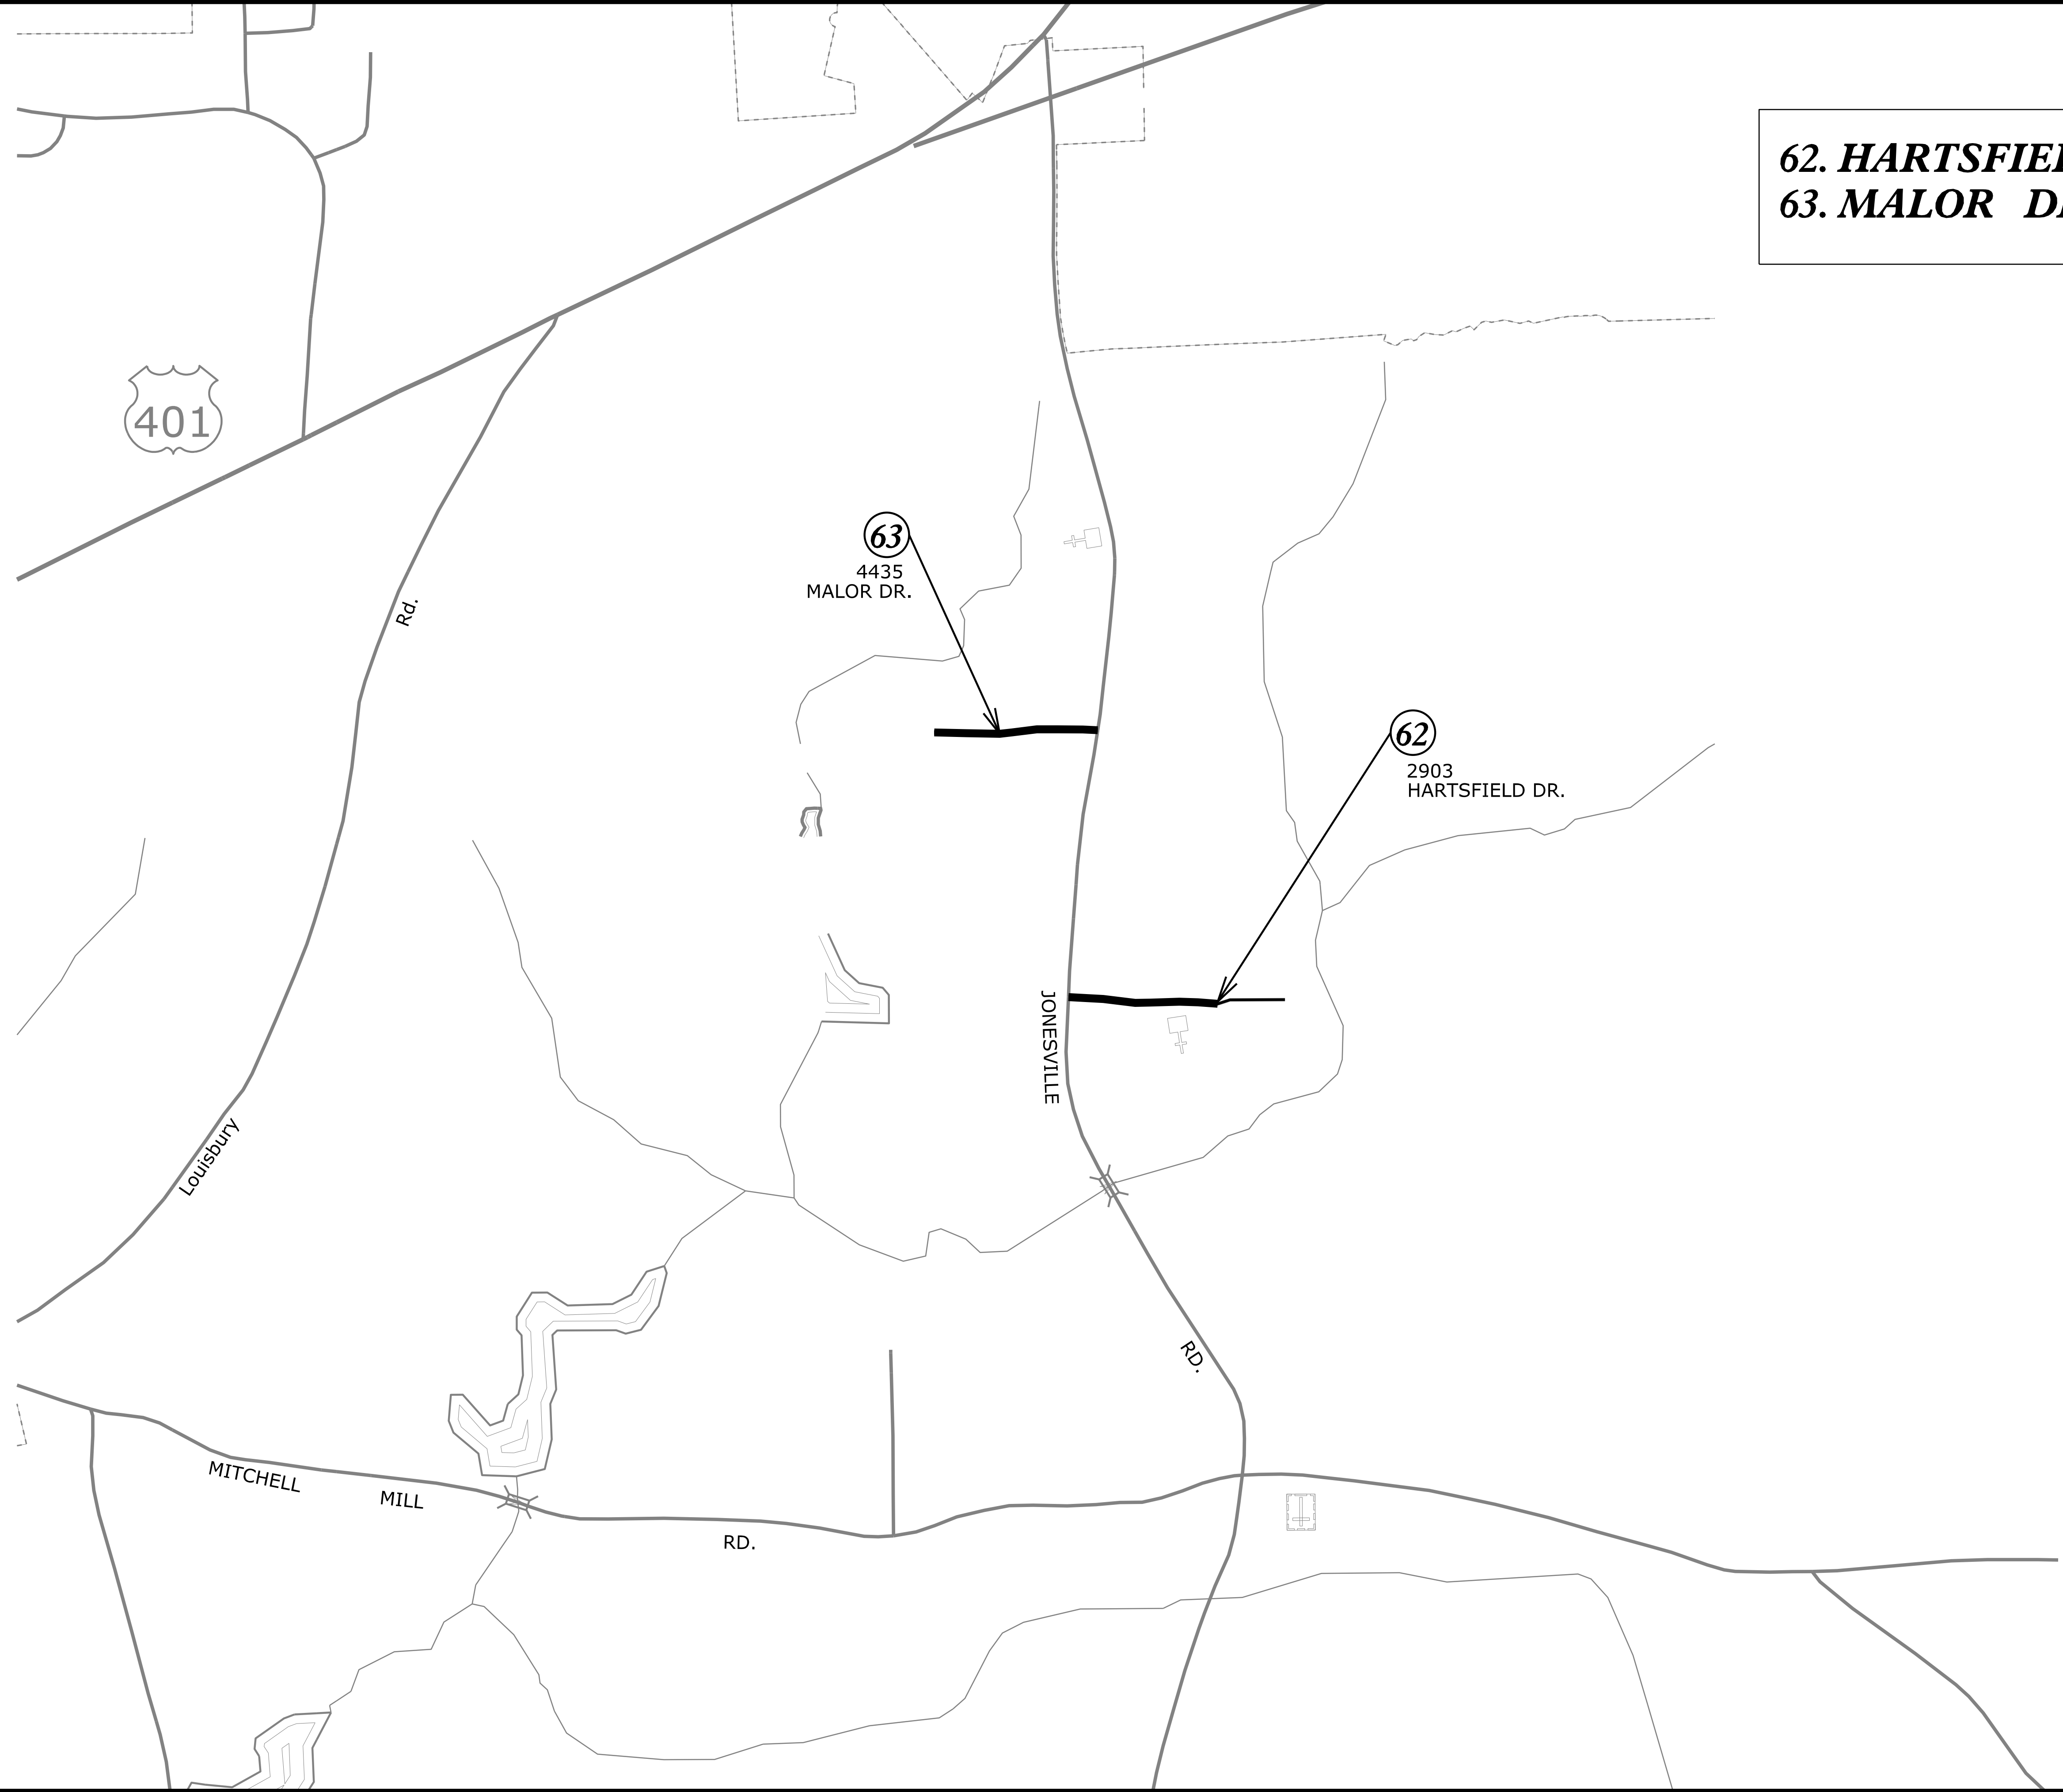 62. HARTSFIEL
63. MALOR DR
401
63
4435
MALOR DR.
Rd.
62
2903
HARTSFIELD DR.
JONESVILLE
Louisbury
RD.
MITCHELL
MILL
RD.